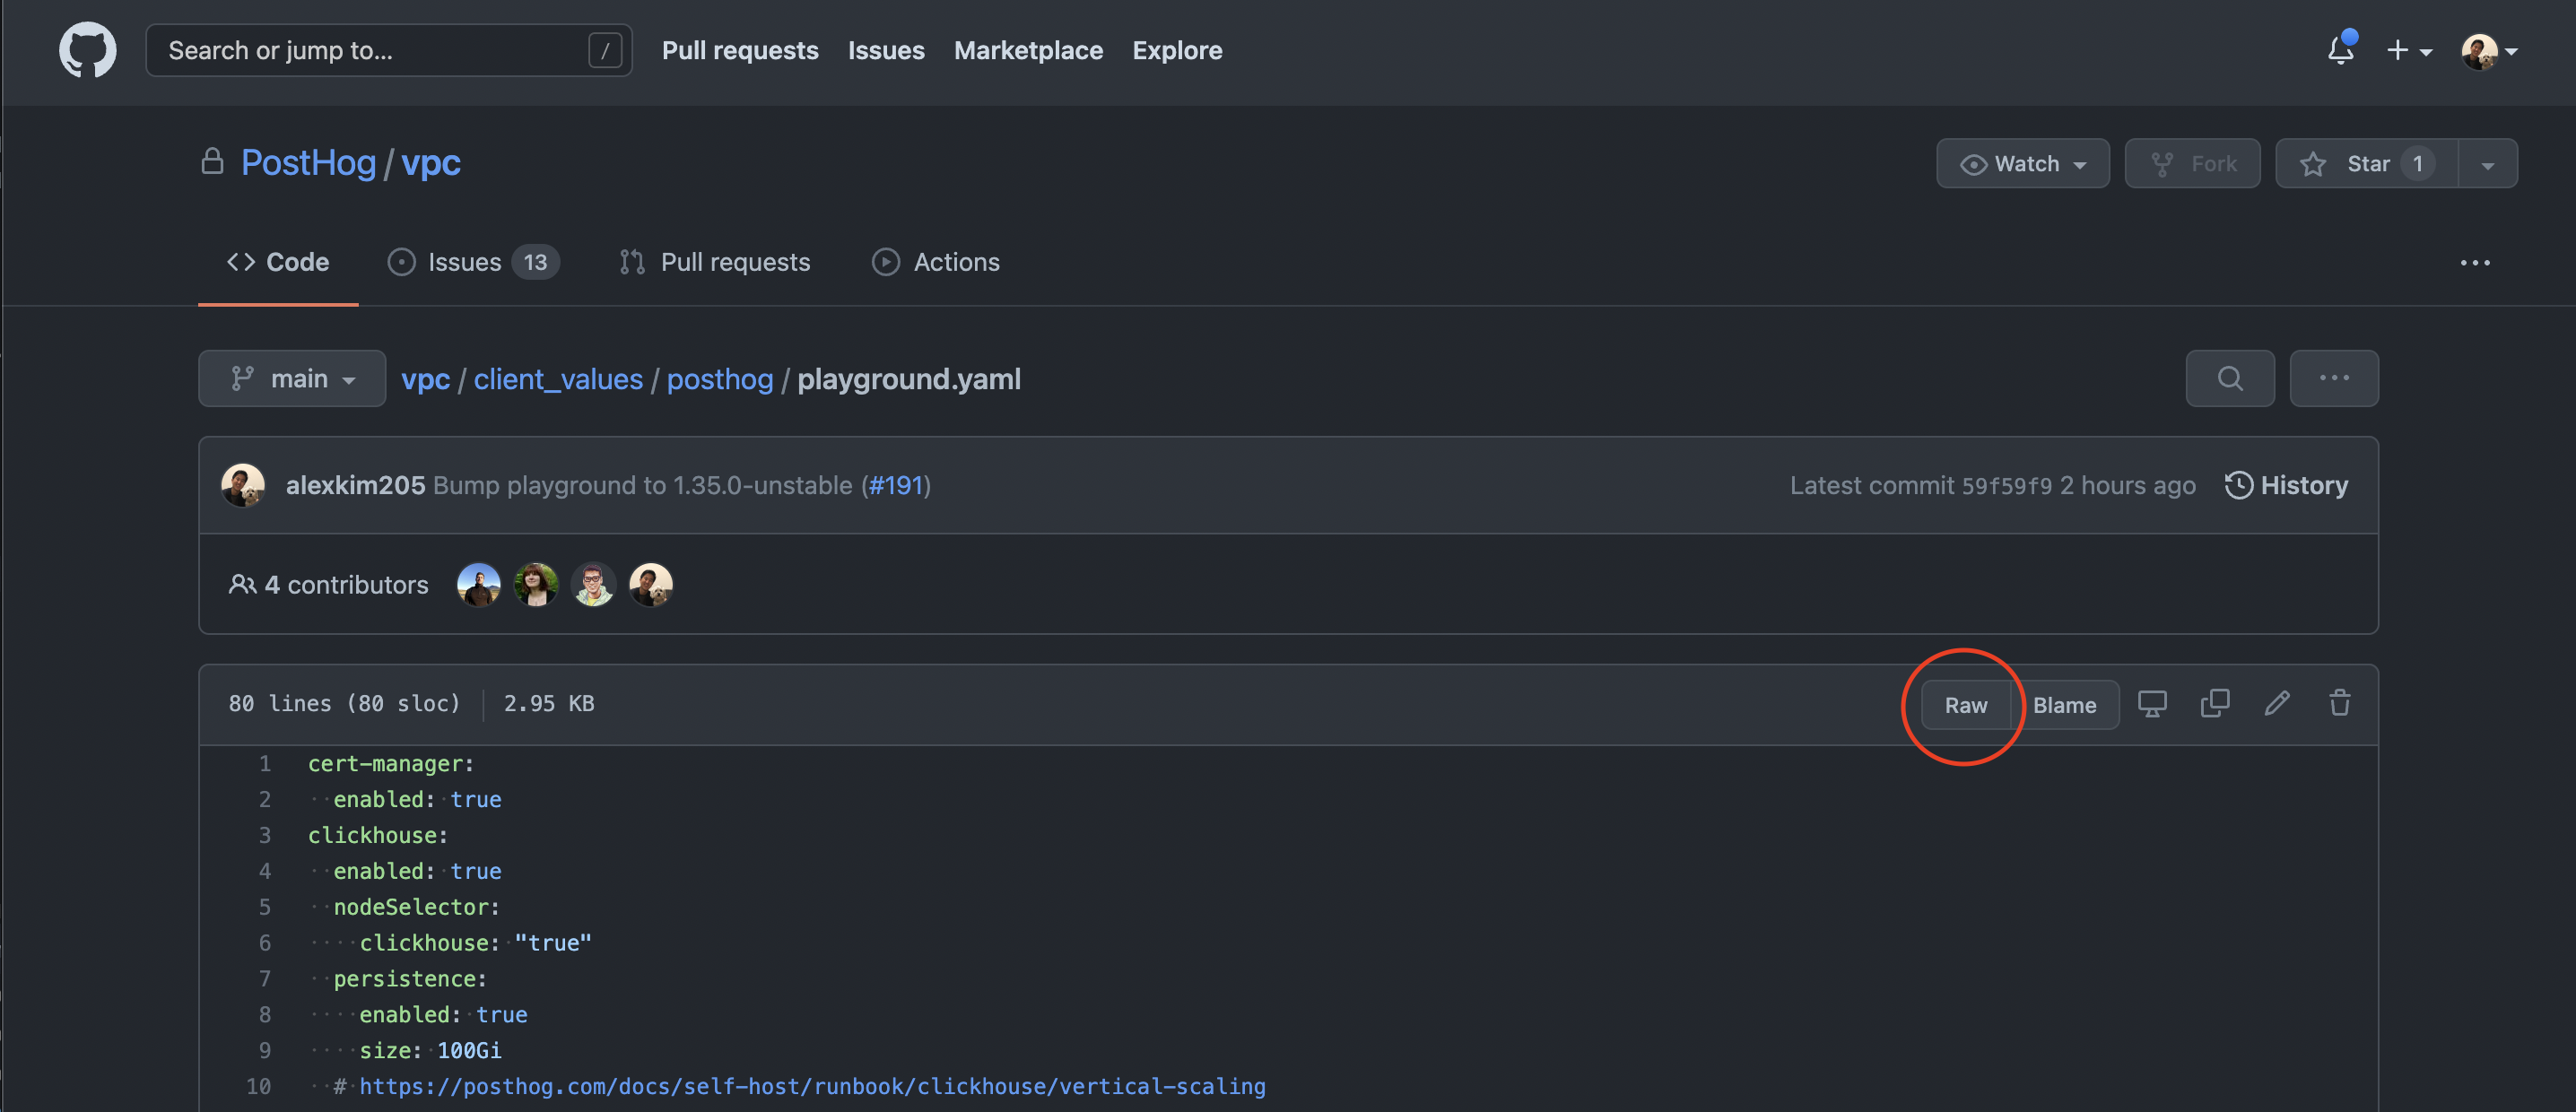 Search or jump to... / Pull requests Issues Marketplace Explore
PostHog / vpc Watch Fork Star 1
Code Issues 13 Pull requests Actions
main vpc / client_values / posthog / playground.yaml
alexkim205 Bump playground to 1.35.0-unstable (#191) Latest commit 59f59f9 2 hours ago History
4 contributors
80 lines (80 sloc) 2.95 KB Raw Blame
1 cert-manager:
2 enabled: true
3 clickhouse:
4 enabled: true
5 nodeSelector:
6 clickhouse: "true"
7 persistence:
8 enabled: true
9 size: 100Gi
10 # https://posthog.com/docs/self-host/runbook/clickhouse/vertical-scaling